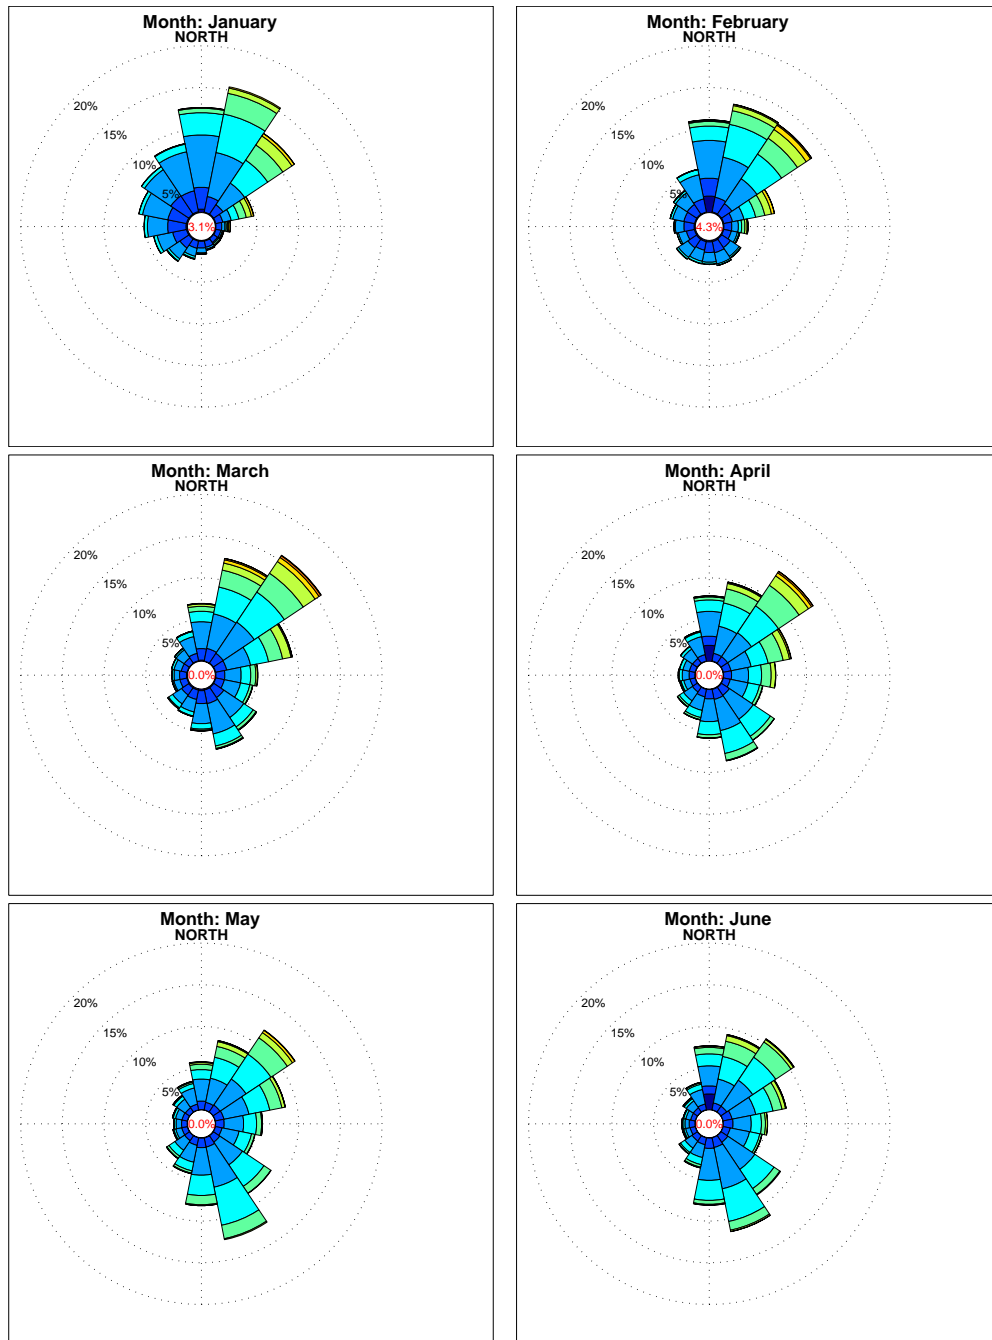 Month: January
NORTH
20%
15%
10%
5%
3.1%
Month: February
NORTH
20%
15%
10%
5%
4.3%
Month: March
NORTH
20%
15%
10%
5%
0.0%
Month: April
NORTH
20%
15%
10%
5%
0.0%
Month: May
NORTH
20%
15%
10%
5%
0.0%
Month: June
NORTH
20%
15%
10%
5%
0.0%